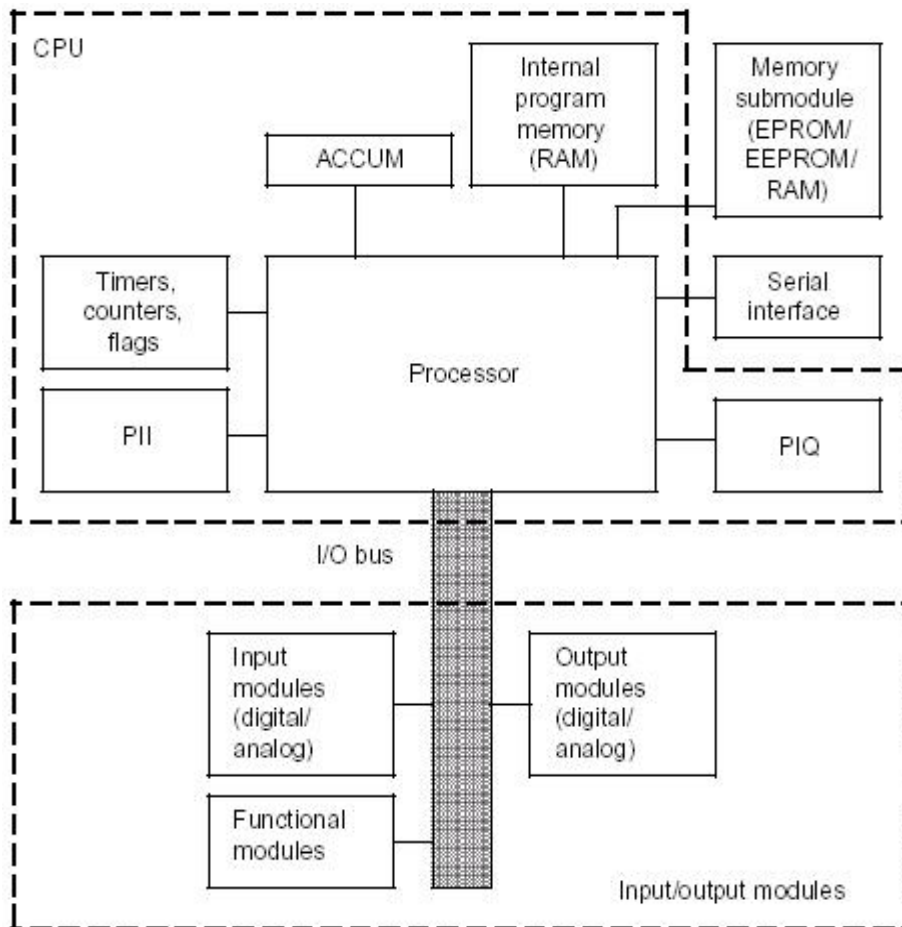 CPU
Internal
program
memory
(RAM)
Memory
submodule
(EPROM/
EEPROM/
RAM)
ACCUM
Timers,
counters,
flags
Serial
interface
Processor
PII
PIQ
I/O bus
Input
modules
(digital/
analog)
Output
modules
(digital/
analog)
Functional
modules
Input/output modules